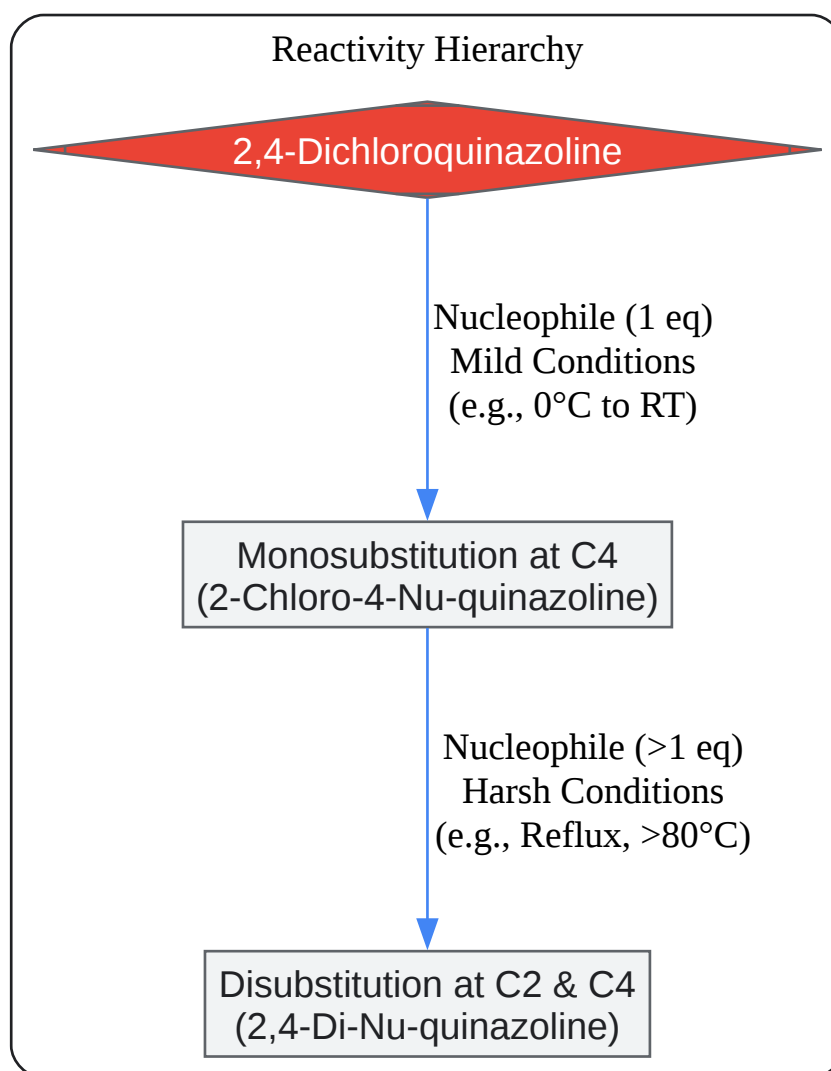 Reactivity Hierarchy
2,4-Dichloroquinazoline
Nucleophile (1 eq)
Mild Conditions
(e.g., 0°C to RT)
Monosubstitution at C4
(2-Chloro-4-Nu-quinazoline)
Nucleophile (>1 eq)
Harsh Conditions
(e.g., Reflux, >80°C)
Disubstitution at C2 & C4
(2,4-Di-Nu-quinazoline)